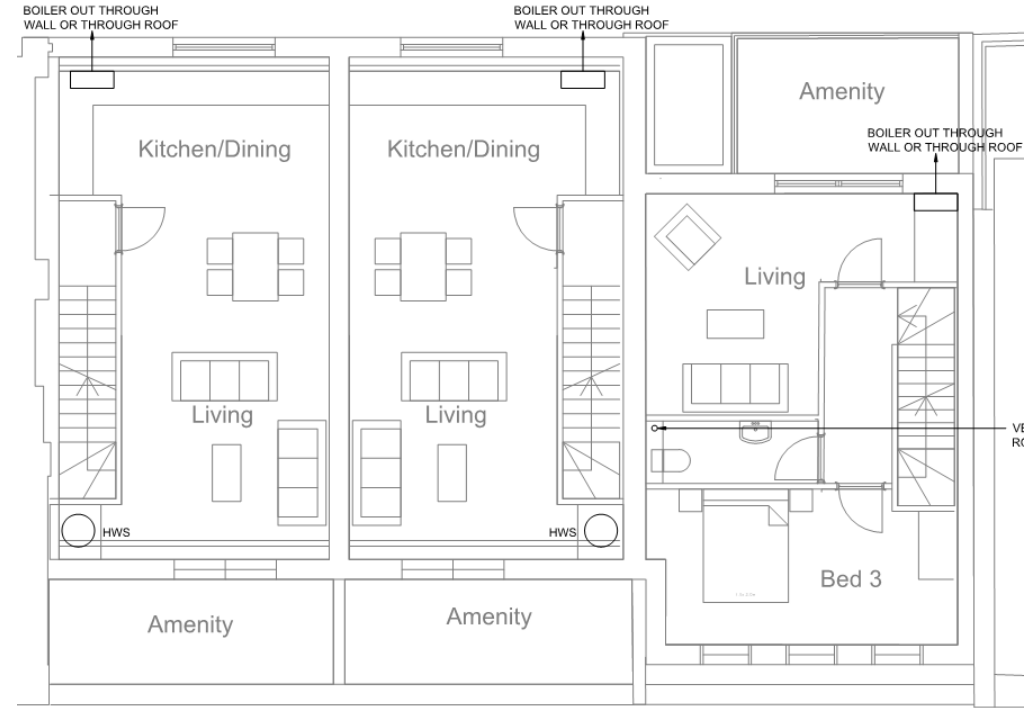 BOILER OUT THROUGH
WALL OR THROUGH ROOF
BOILER OUT THROUGH
WALL OR THROUGH ROOF
Amenity
BOILER OUT THROUGH
WALL OR THROUGH ROOF
Kitchen/Dining
Kitchen/Dining
Living
Living
Living
HWS
HWS
Bed 3
Amenity
Amenity